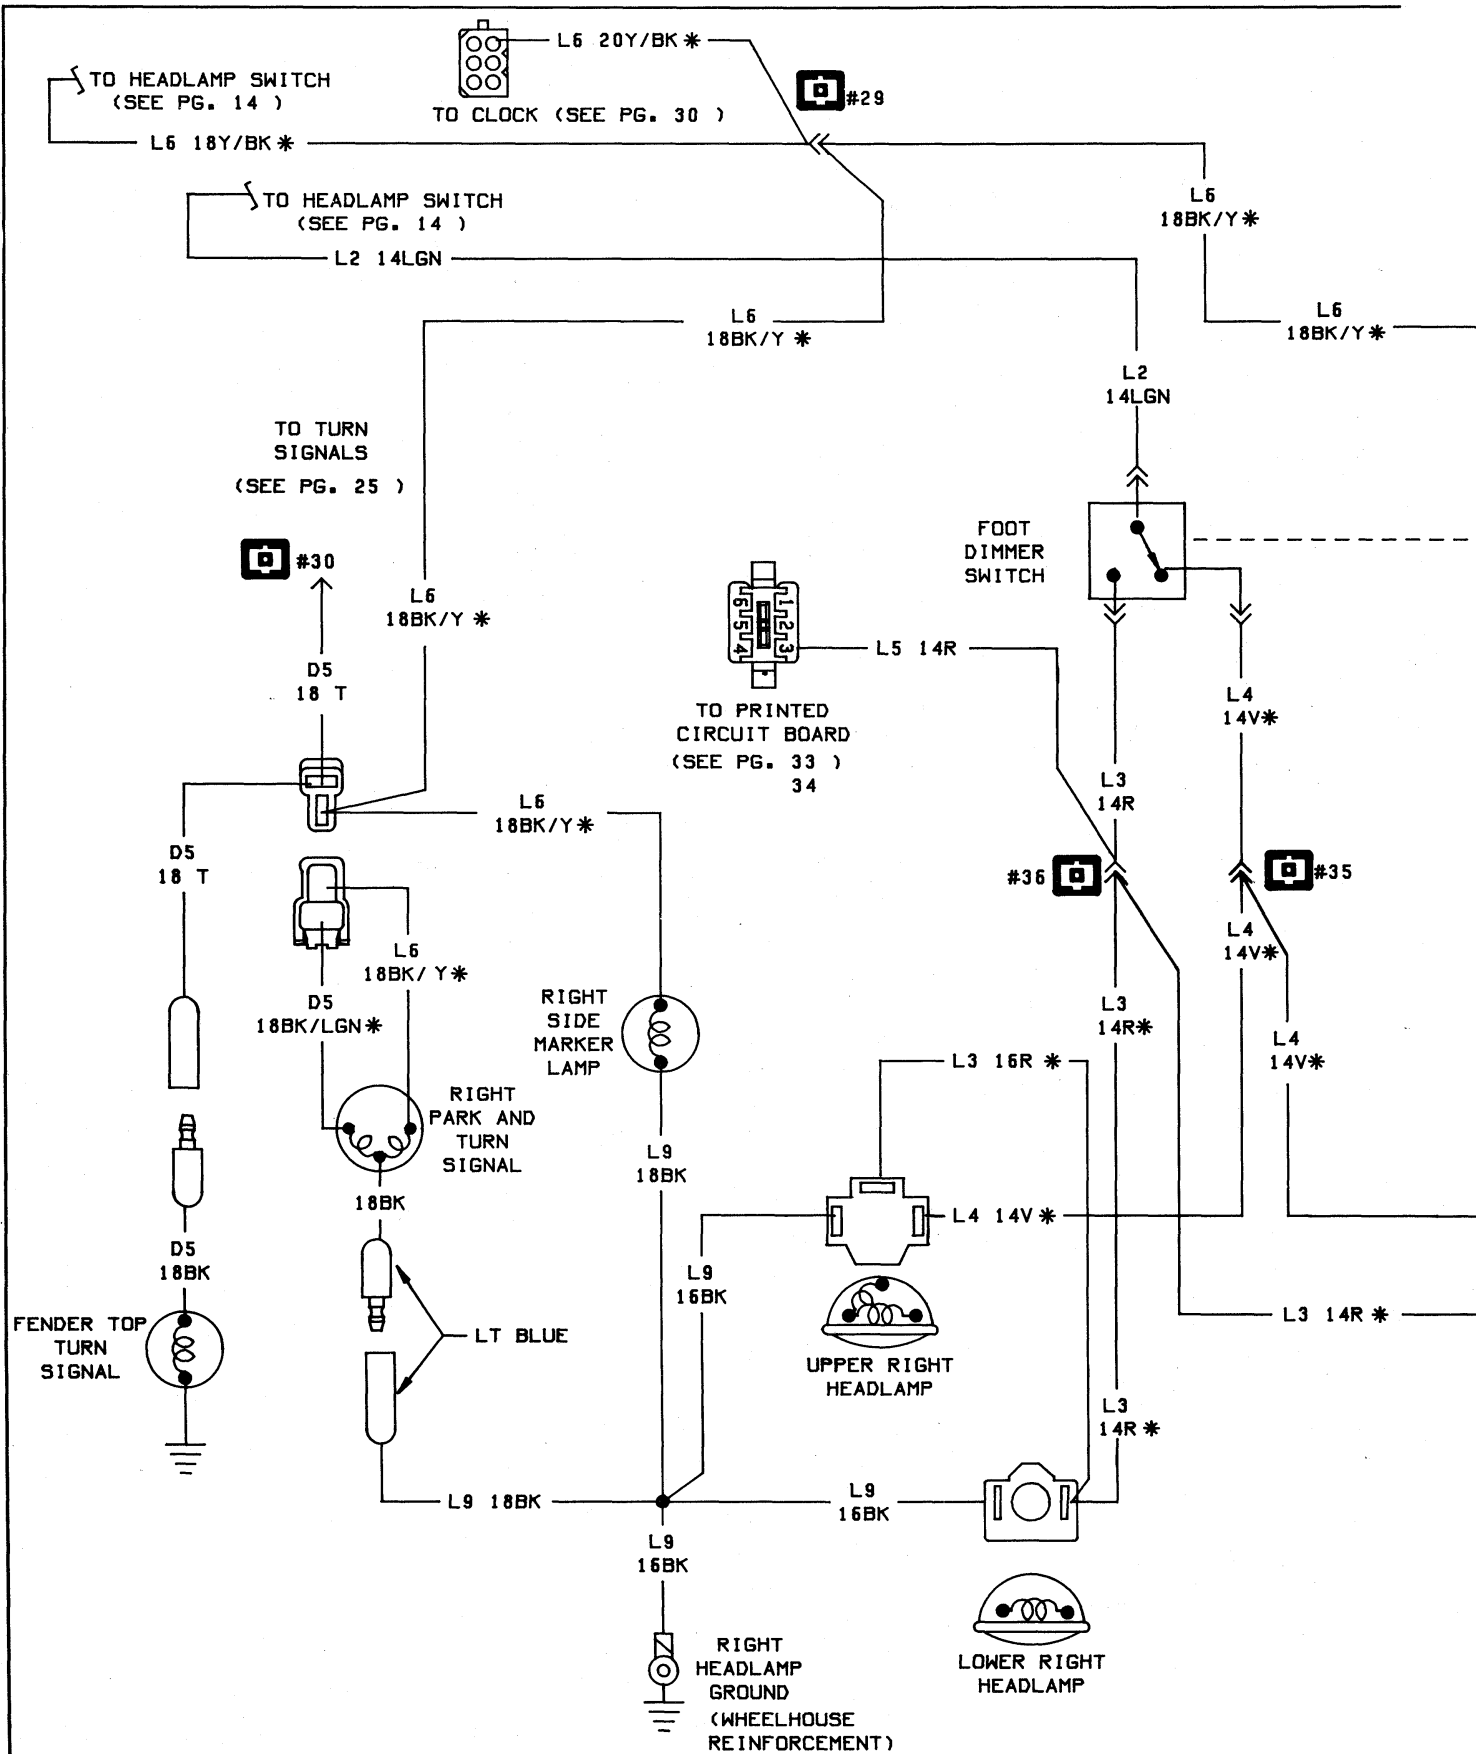 L6 20Y/BK *
TO HEADLAMP SWITCH
(SEE PG. 14 )
#29
TO CLOCK (SEE PG. 30 )
L6 18Y/BK *
TO HEADLAMP SWITCH
(SEE PG. 14 )
L6
18BK/Y *
L2 14LGN
L6
18BK/Y *
L6
18BK/Y *
L2
14LGN
TO TURN
SIGNALS
(SEE PG. 25 )
FOOT
DIMMER
SWITCH
#30
L6
18BK/Y *
1
2
3
4
5
6
L5 14R
D5
18 T
L4
14V*
TO PRINTED
CIRCUIT BOARD
(SEE PG. 33 )
34
L3
14R
L6
18BK/Y *
D5
18 T
#36
#35
L4
14V*
L6
18BK/ Y*
D5
18BK/LGN *
RIGHT
SIDE
MARKER
LAMP
L3
14R*
L4
14V*
L3 16R *
RIGHT
PARK AND
TURN
SIGNAL
L9
18BK
18BK
L4 14V *
D5
18BK
L9
16BK
FENDER TOP
TURN
SIGNAL
LT BLUE
L3 14R *
UPPER RIGHT
HEADLAMP
L3
14R *
L9 18BK
L9
16BK
L9
16BK
RIGHT
HEADLAMP
GROUND
(WHEELHOUSE
REINFORCEMENT)
LOWER RIGHT
HEADLAMP